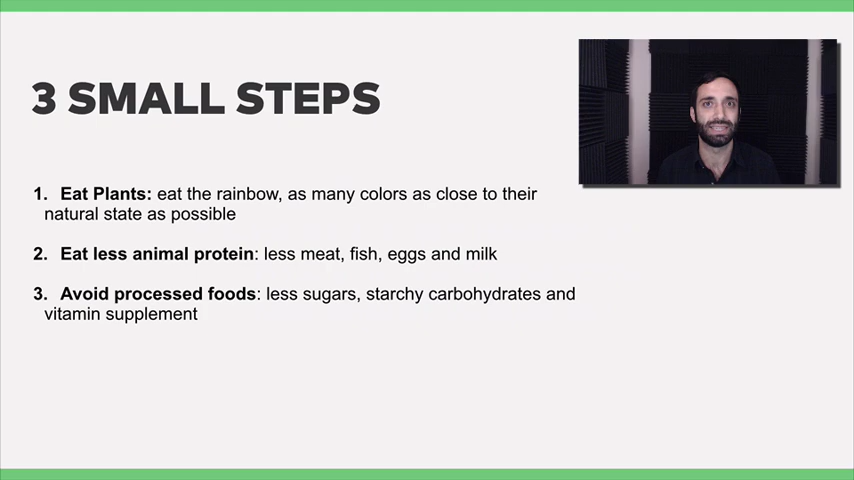 3 SMALL STEPS
1. Eat Plants: eat the rainbow, as many colors as close to their
natural state as possible
2. Eat less animal protein: less meat, fish, eggs and milk
3. Avoid processed foods: less sugars, starchy carbohydrates and
vitamin supplement